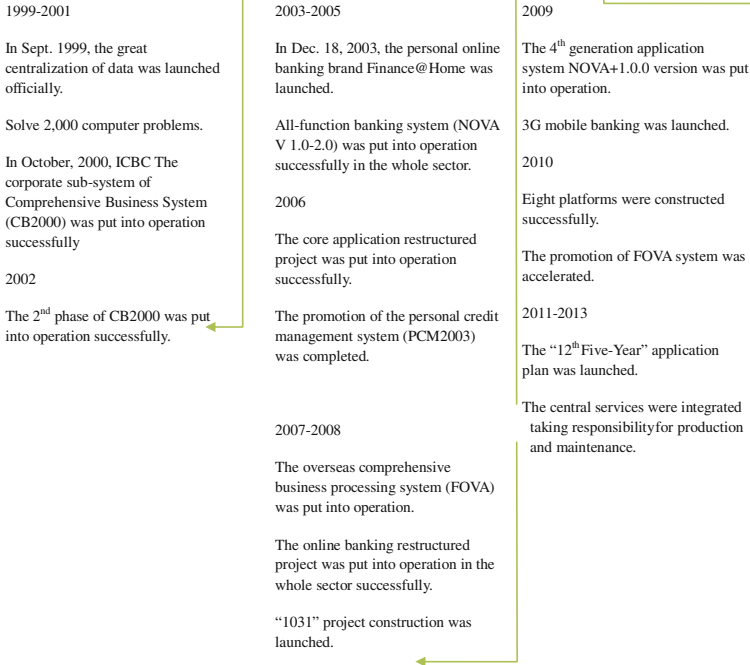 1999-2001
In Sept. 1999, the great
centralization of data was launched
officially.
Solve 2,000 computer problems.
In October, 2000, ICBC The
corporate sub-system of
Comprehensive Business System
(CB2000) was put into operation
successfully
2002
The 2nd phase of CB2000 was put
into operation successfully.
2003-2005
In Dec. 18, 2003, the personal online
banking brand Finance@Home was
launched.
All-function banking system (NOVA
V 1.0-2.0) was put into operation
successfully in the whole sector.
2006
The core application restructured
project was put into operation
successfully.
The promotion of the personal credit
management system (PCM2003)
was completed.
2007-2008
The overseas comprehensive
business processing system (FOVA)
was put into operation.
The online banking restructured
project was put into operation in the
whole sector successfully.
“1031” project construction was
launched.
2009
The 4th generation application
system NOVA+1.0.0 version was put
into operation.
3G mobile banking was launched.
2010
Eight platforms were constructed
successfully.
The promotion of FOVA system was
accelerated.
2011-2013
The “12th Five-Year” application
plan was launched.
The central services were integrated
taking responsibilityfor production
and maintenance.